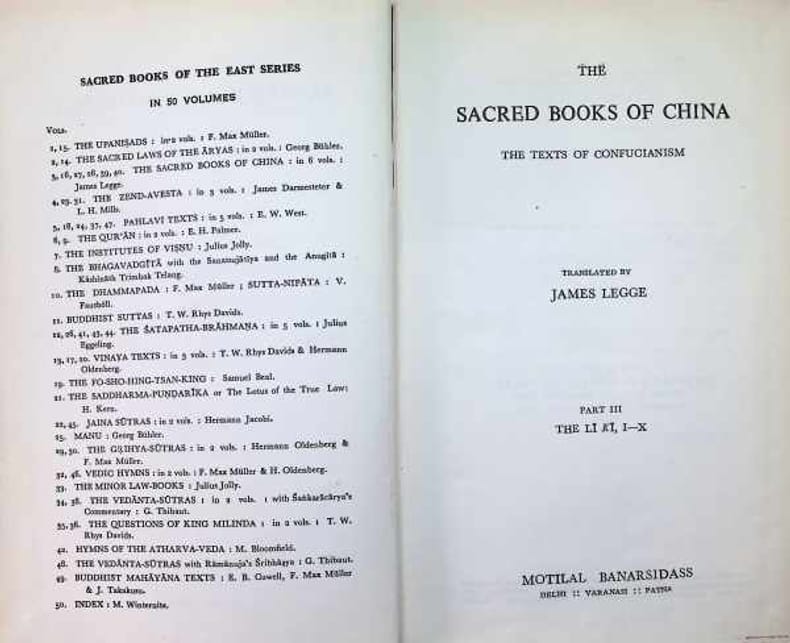 SACRED BOOKS OF THE EAST SERIES
IN 50 VOLUMES
Vols.
1, 15. THE UPANIṢADS : in 2 vols. : F. Max Müller.
2, 14. THE SACRED LAWS OF THE ĀRYAS : in 2 vols. : Georg Bühler.
3, 16, 27, 28, 39, 40. THE SACRED BOOKS OF CHINA : in 6 vols. :
James Legge.
4, 23, 31. THE ZEND-AVESTA : in 3 vols. : James Darmesteter &
L. H. Mills.
5, 18, 24, 37, 47. PAHLAVI TEXTS : in 5 vols. : E. W. West.
6, 9. THE QUR'ĀN : in 2 vols. : E. H. Palmer.
7. THE INSTITUTES OF VIṢṆU : Julius Jolly.
8. THE BHAGAVADGĪTĀ with the Sanatsujātīya and the Anugītā :
Kāshināth Trimbak Telang.
10. THE DHAMMAPADA : F. Max Müller ; SUTTA-NIPĀTA : V.
Fausböll.
11. BUDDHIST SUTTAS : T. W. Rhys Davids.
12, 26, 41, 43, 44. THE ŚATAPATHA-BRĀHMAṆA : in 5 vols. : Julius
Eggeling.
13, 17, 20. VINAYA TEXTS : in 3 vols. : T. W. Rhys Davids & Hermann
Oldenberg.
19. THE FO-SHO-HING-TSAN-KING : Samuel Beal.
21. THE SADDHARMA-PUṆḌARĪKA or The Lotus of the True Law:
H. Kern.
22, 45. JAINA SŪTRAS : in 2 vols. : Hermann Jacobi.
25. MANU : Georg Bühler.
29, 30. THE GṚIHYA-SŪTRAS : in 2 vols. : Hermann Oldenberg &
F. Max Müller.
32, 46. VEDIC HYMNS : in 2 vols. : F. Max Müller & H. Oldenberg.
33. THE MINOR LAW-BOOKS : Julius Jolly.
34, 38. THE VEDĀNTA-SŪTRAS : in 2 vols. : with Śaṅkarācārya's
Commentary : G. Thibaut.
35, 36. THE QUESTIONS OF KING MILINDA : in 2 vols. : T. W.
Rhys Davids.
42. HYMNS OF THE ATHARVA-VEDA : M. Bloomfield.
48. THE VEDĀNTA-SŪTRAS with Rāmānuja's Śrībhāṣya : G. Thibaut.
49. BUDDHIST MAHĀYĀNA TEXTS : E. B. Cowell, F. Max Müller
& J. Takakusu.
50. INDEX : M. Winternitz.
THE
SACRED BOOKS OF CHINA
THE TEXTS OF CONFUCIANISM
TRANSLATED BY
JAMES LEGGE
PART III
THE LĪ KĪ, I—X
MOTILAL BANARSIDASS
DELHI :: VARANASI :: PATNA